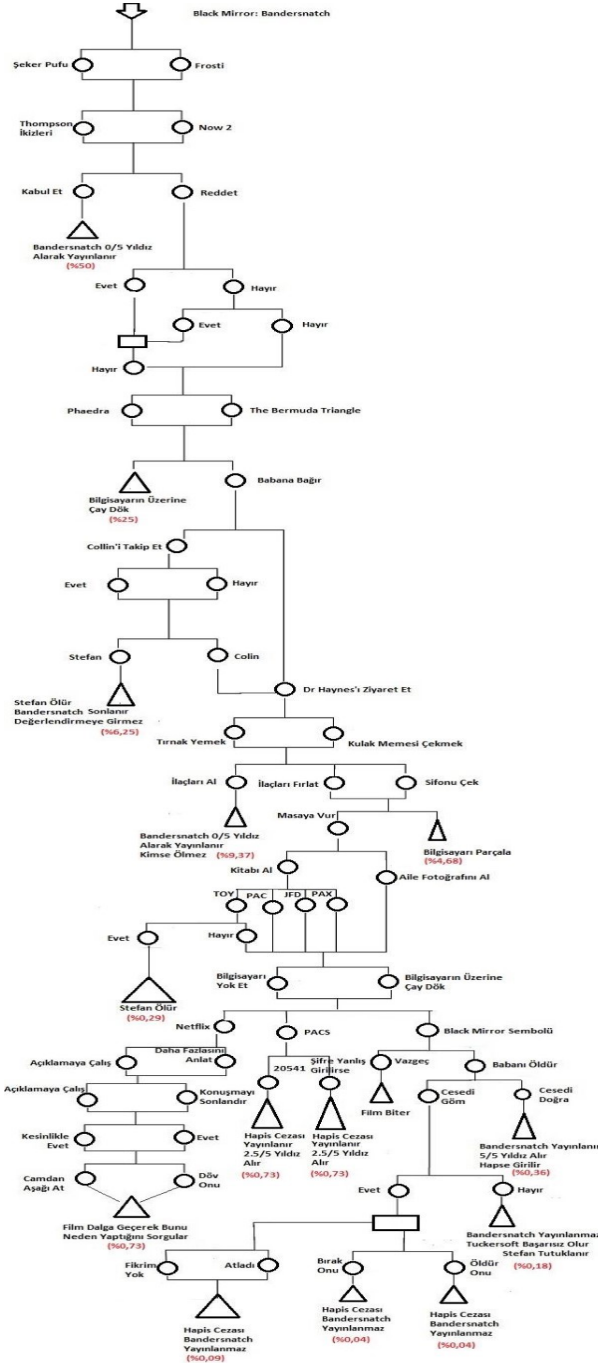 Black Mirror: Bandersnatch
Şeker Pufu
Frosti
Thompson
İkizleri
Now 2
Kabul Et
Reddet
Bandersnatch 0/5 Yıldız
Alarak Yayınlanır
(%50)
Evet
Hayır
Evet
Hayır
Hayır
Phaedra
The Bermuda Triangle
Babana Bağır
Bilgisayarın Üzerine
Çay Dök
(%25)
Collin'i Takip Et
Evet
Hayır
Stefan
Colin
Stefan Ölür
Bandersnatch Sonlanır
Değerlendirmeye Girmez
(%6,25)
Dr Haynes'ı Ziyaret Et
Tırnak Yemek
Kulak Memesi Çekmek
İlaçları Al
İlaçları Fırlat
Sifonu Çek
Bandersnatch 0/5 Yıldız
Alarak Yayınlanır
Kimse Ölmez (%9,37)
Masaya Vur
Bilgisayarı Parçala
(%4,68)
Kitabı Al
Aile Fotoğrafını Al
TOY
PAC
JFD
PAX
Evet
Hayır
Stefan Ölür
(%0,29)
Bilgisayarı
Yok Et
Bilgisayarın Üzerine
Çay Dök
Netflix
PACS
Black Mirror Sembolü
Açıklamaya Çalış
Daha Fazlasını
Anlat
20541
Şifre Yanlış
Girilirse
Vazgeç
Babanı Öldür
Açıklamaya Çalış
Konuşmayı
Sonlandır
Film Biter
Cesedi
Göm
Cesedi
Doğra
Kesinlikle
Evet
Evet
Hapis Cezası
Yayınlanır
2.5/5 Yıldız
Alır
(%0,73)
Hapis Cezası
Yayınlanır
2.5/5 Yıldız
Alır
(%0,73)
Bandersnatch Yayınlanır
5/5 Yıldız Alır
Hapse Girilir
(%0,36)
Camdan
Aşağı At
Döv
Onu
Film Dalga Geçerek Bunu
Neden Yaptığını Sorgular
(%0,73)
Evet
Hayır
Bandersnatch Yayınlanmaz
Tuckersoft Başarısız Olur
Stefan Tutuklanır
(%0,18)
Fikrim
Yok
Atladı
Bırak
Onu
Öldür
Onu
Hapis Cezası
Bandersnatch
Yayınlanmaz
(%0,09)
Hapis Cezası
Bandersnatch
Yayınlanmaz
(%0,04)
Hapis Cezası
Bandersnatch
Yayınlanmaz
(%0,04)